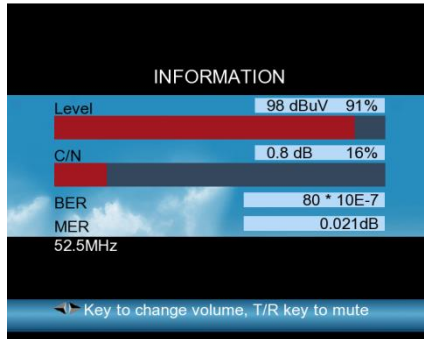 INFORMATION
Level 98 dBuV 91%
C/N 0.8 dB 16%
BER 80 * 10E-7
MER 0.021dB
52.5MHz
Key to change volume, T/R key to mute